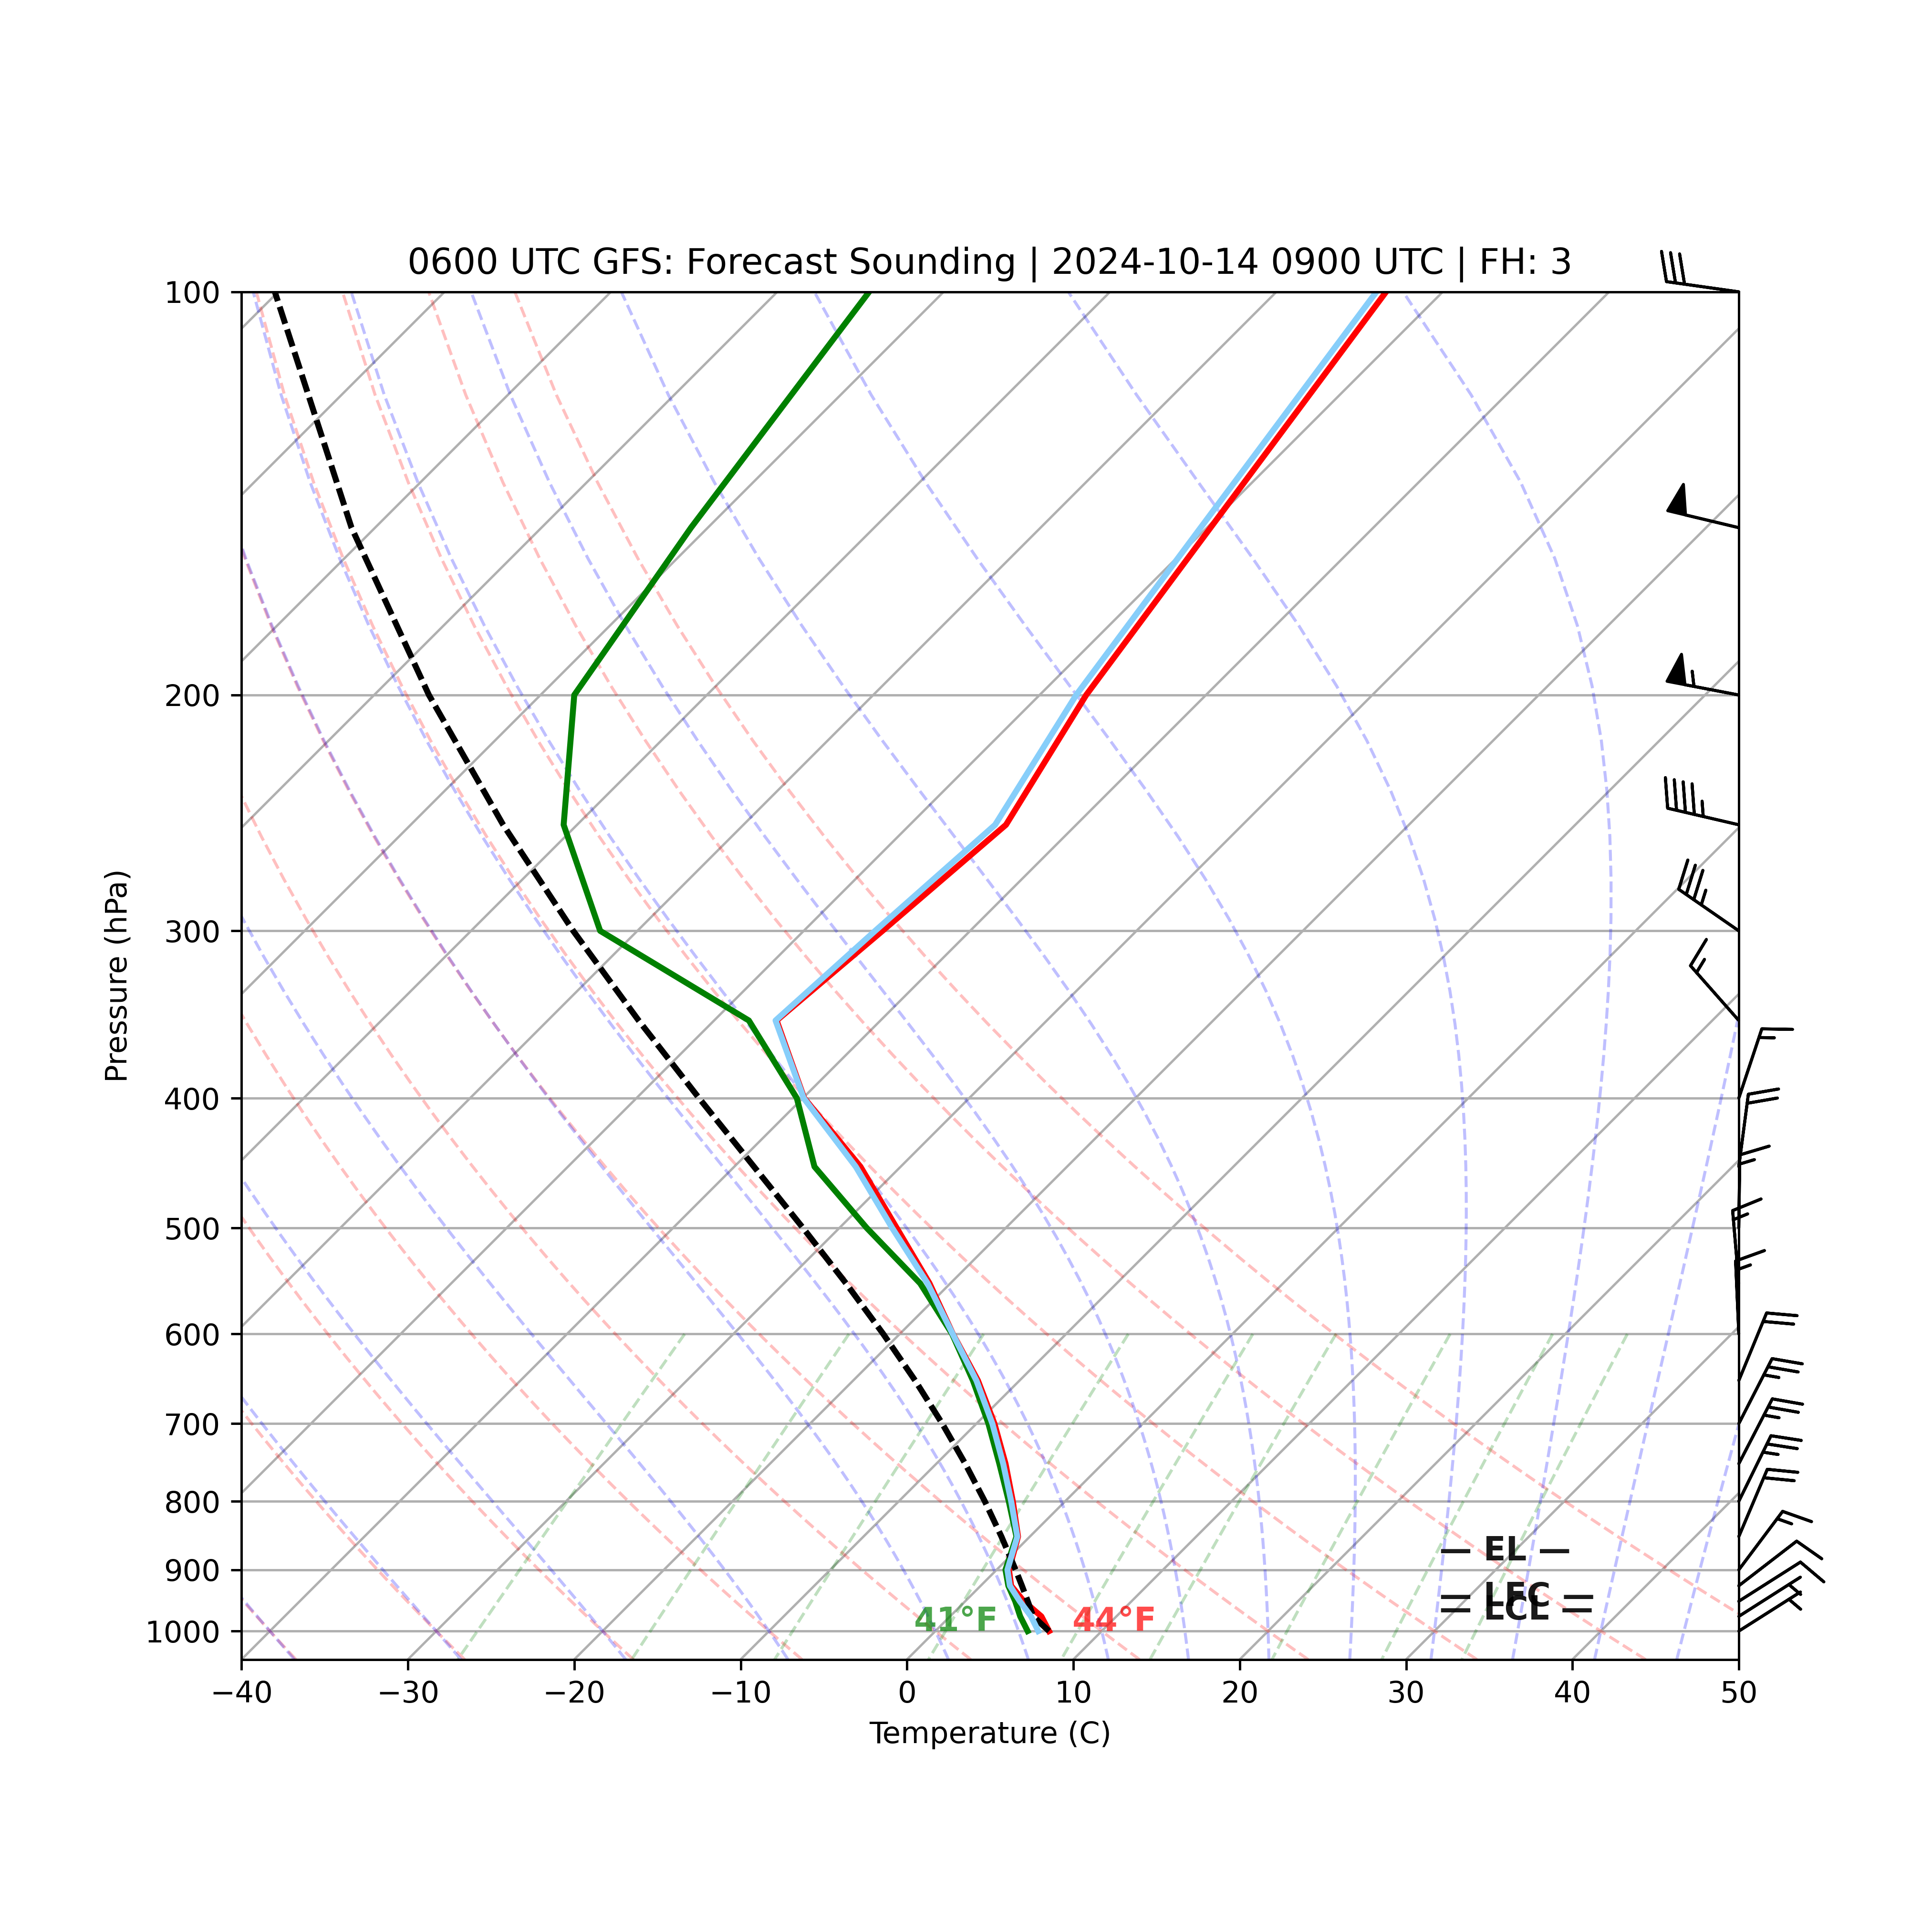 0600 UTC GFS: Forecast Sounding | 2024-10-14 0900 UTC | FH: 3
100
200
300
400
500
600
700
800
900
1000
Pressure (hPa)
— EL —
— LFC —
— LCL —
41°F
44°F
−40 −30 −20 −10 0 10 20 30 40 50
Temperature (C)